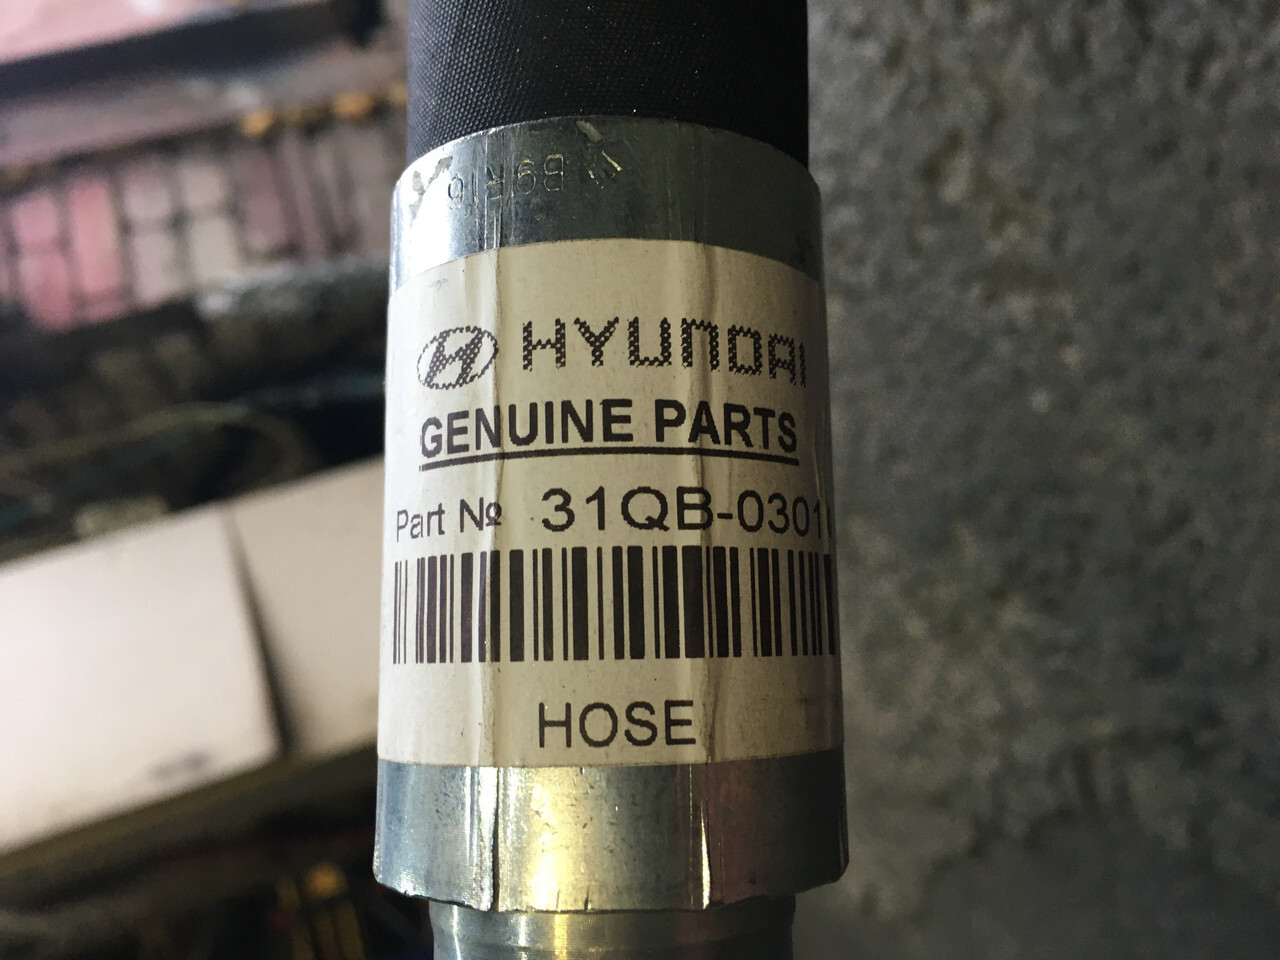 HYUNDAI
GENUINE PARTS
Part № 31QB-0301
HOSE